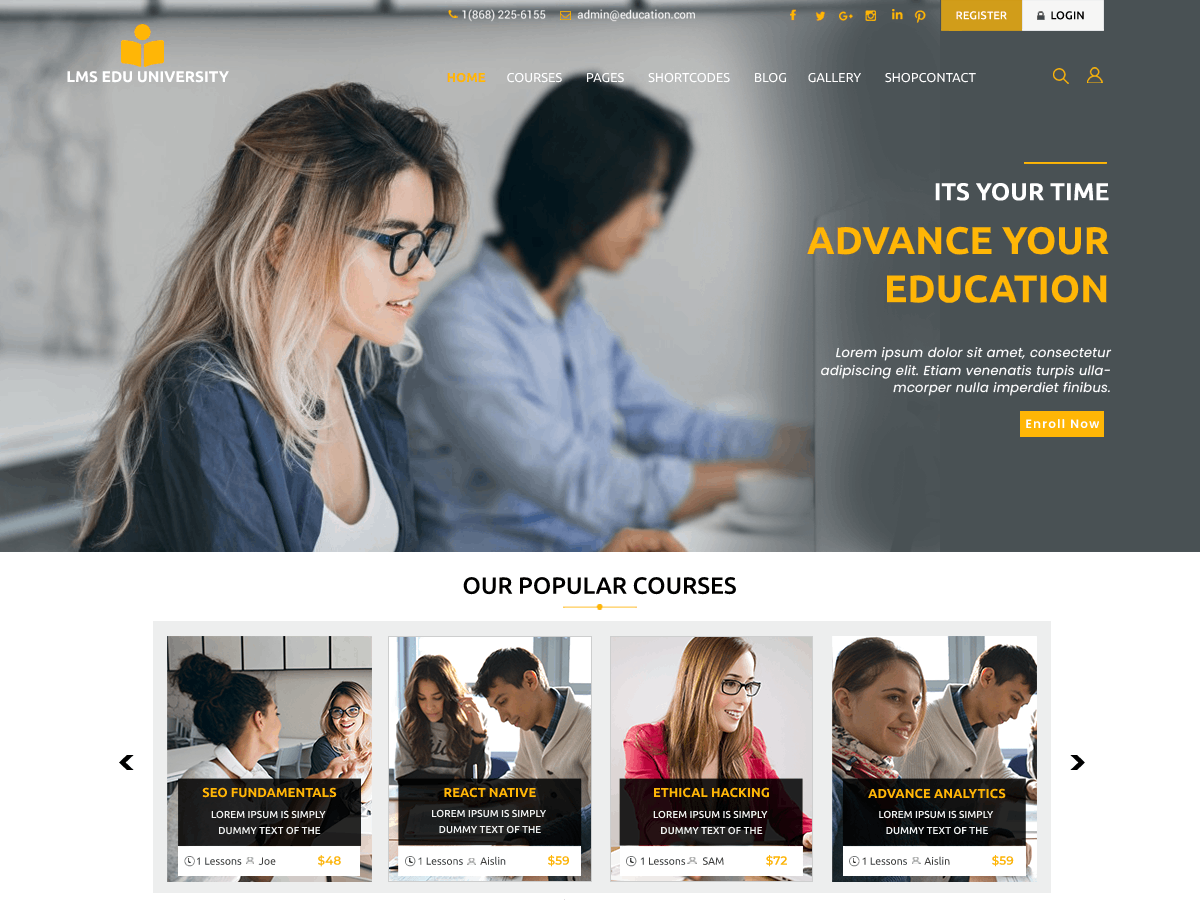 1(868) 225-6155 admin@education.com
REGISTER LOGIN
LMS EDU UNIVERSITY
HOME COURSES PAGES SHORTCODES BLOG GALLERY SHOPCONTACT
ITS YOUR TIME
ADVANCE YOUR
EDUCATION
Lorem ipsum dolor sit amet, consectetur
adipiscing elit. Etiam venenatis turpis ulla-
mcorper nulla imperdiet finibus.
Enroll Now
OUR POPULAR COURSES
SEO FUNDAMENTALS
LOREM IPSUM IS SIMPLY
DUMMY TEXT OF THE
1 Lessons Joe $48
REACT NATIVE
LOREM IPSUM IS SIMPLY
DUMMY TEXT OF THE
1 Lessons Aislin $59
ETHICAL HACKING
LOREM IPSUM IS SIMPLY
DUMMY TEXT OF THE
1 Lessons SAM $72
ADVANCE ANALYTICS
LOREM IPSUM IS SIMPLY
DUMMY TEXT OF THE
1 Lessons Aislin $59